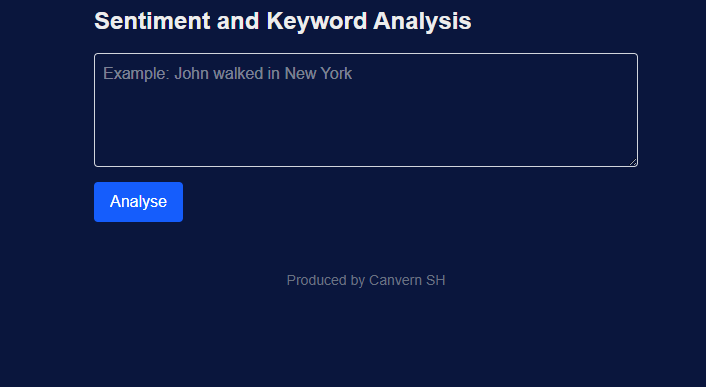 Sentiment and Keyword Analysis
Example: John walked in New York
Analyse
Produced by Canvern SH